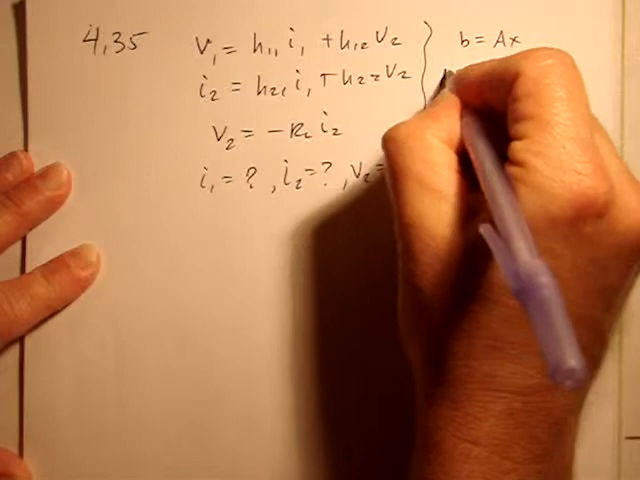 4,35
V₁ = h₁₁ i₁ + h₁₂ V₂
i₂ = h₂₁ i₁ + h₂₂ V₂
V₂ = - R_L i₂
i₁ = ? , i₂ = ? , V₂ =
b = Ax